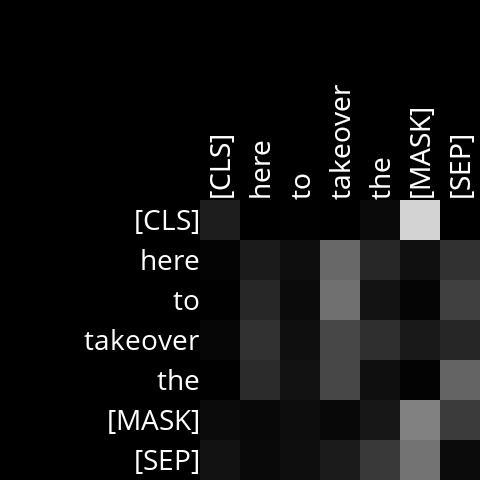 [CLS] here to takeover the [MASK] [SEP]
[CLS]
here
to
takeover
the
[MASK]
[SEP]